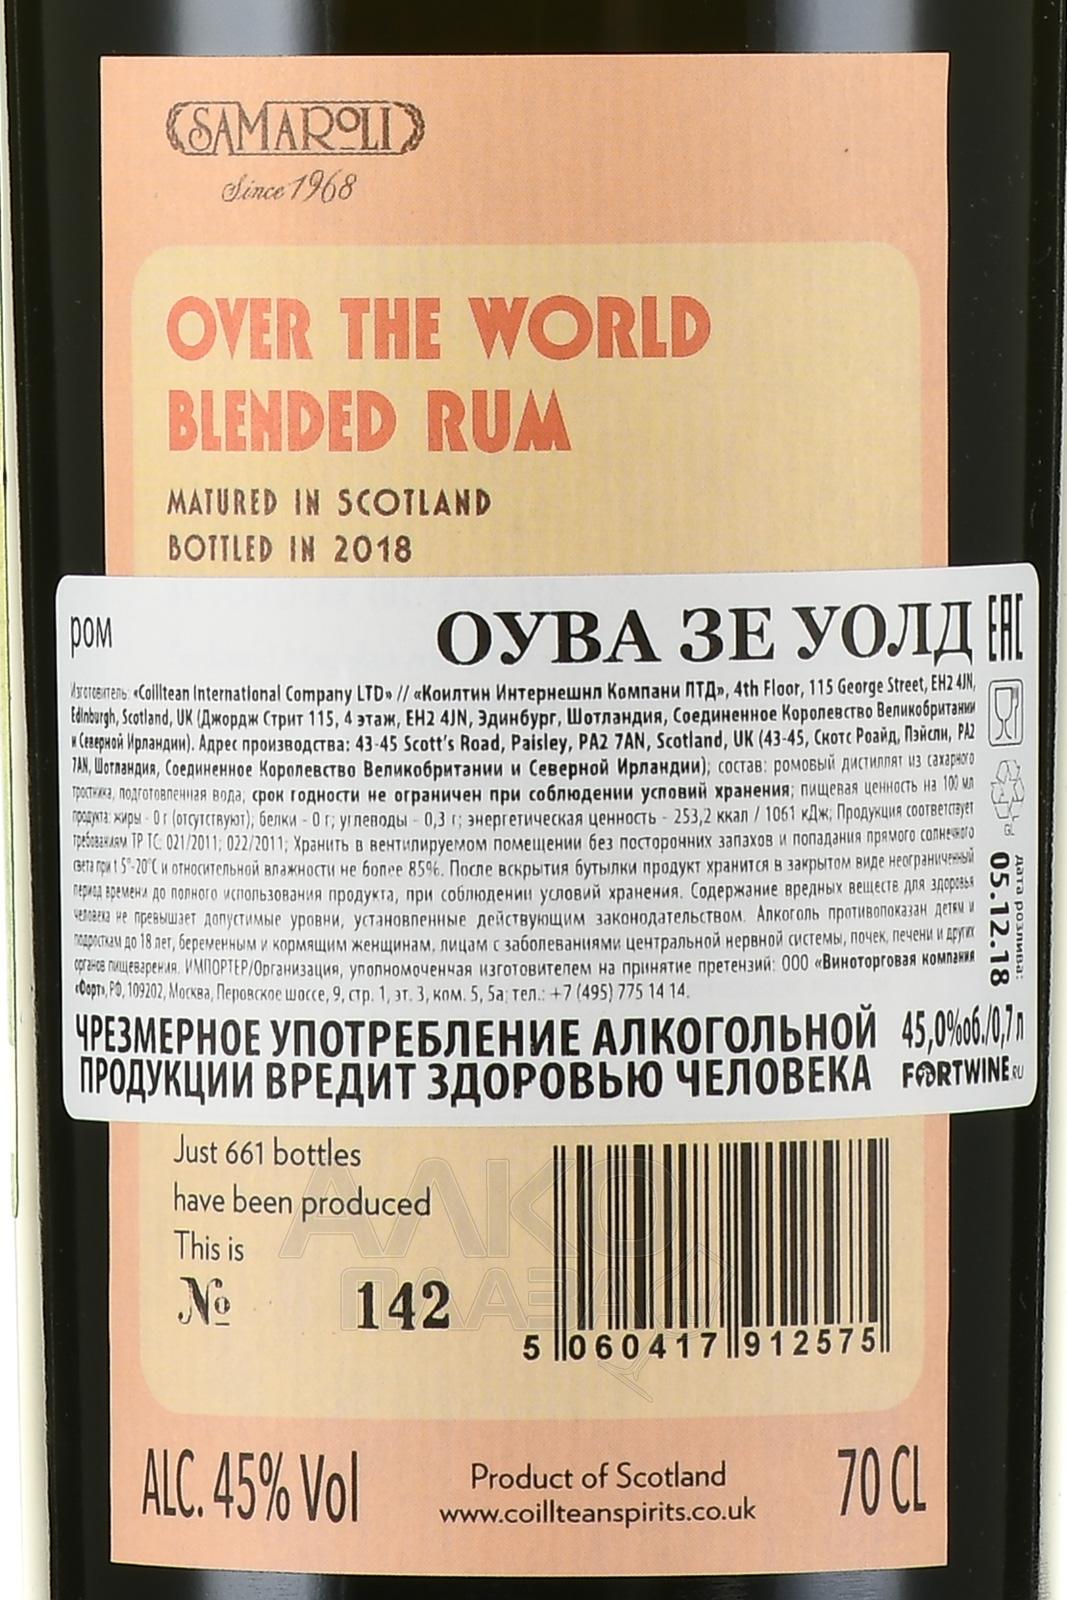 SAMAROLI
Since 1968
OVER THE WORLD
BLENDED RUM
MATURED IN SCOTLAND
BOTTLED IN 2018
ром
ОУВА ЗЕ УОЛД
ЕАС
Изготовитель: «Coilltean International Company LTD» // «Коилтин Интернешнл Компани ЛТД», 4th Floor, 115 George Street, EH2 4JN,
Edinburgh, Scotland, UK (Джордж Стрит 115, 4 этаж, EH2 4JN, Эдинбург, Шотландия, Соединенное Королевство Великобритании
и Северной Ирландии). Адрес производства: 43-45 Scott's Road, Paisley, PA2 7AN, Scotland, UK (43-45, Скотс Роайд, Пэйсли, PA2
7AN, Шотландия, Соединенное Королевство Великобритании и Северной Ирландии); состав: ромовый дистиллят из сахарного
тростника, подготовленная вода; срок годности не ограничен при соблюдении условий хранения; пищевая ценность на 100 мл
продукта: жиры - 0 г (отсутствуют); белки - 0 г; углеводы - 0,3 г; энергетическая ценность - 253,2 ккал / 1061 кДж; Продукция соответствует
требованиям ТР ТС: 021/2011; 022/2011; Хранить в вентилируемом помещении без посторонних запахов и попадания прямого солнечного
света при t 5°-20°С и относительной влажности не более 85%. После вскрытия бутылки продукт хранится в закрытом виде неограниченный
период времени до полного использования продукта, при соблюдении условий хранения. Содержание вредных веществ для здоровья
человека не превышает допустимые уровни, установленные действующим законодательством. Алкоголь противопоказан детям и
подросткам до 18 лет, беременным и кормящим женщинам, лицам с заболеваниями центральной нервной системы, почек, печени и других
органов пищеварения. ИМПОРТЕР/Организация, уполномоченная изготовителем на принятие претензий: ООО «Виноторговая компания
«Форт», РФ, 109202, Москва, Перовское шоссе, 9, стр. 1, эт. 3, ком. 5, 5а; тел.: +7 (495) 775 14 14.
GL
дата розлива:
05.12.18
ЧРЕЗМЕРНОЕ УПОТРЕБЛЕНИЕ АЛКОГОЛЬНОЙ
ПРОДУКЦИИ ВРЕДИТ ЗДОРОВЬЮ ЧЕЛОВЕКА
45,0%об./0,7 л
FORTWINE.RU
Just 661 bottles
have been produced
This is
№ 142
5 060417 912575
АЛКО
ПЛАЗА
ALC. 45% Vol
Product of Scotland
www.coillteanspirits.co.uk
70 CL